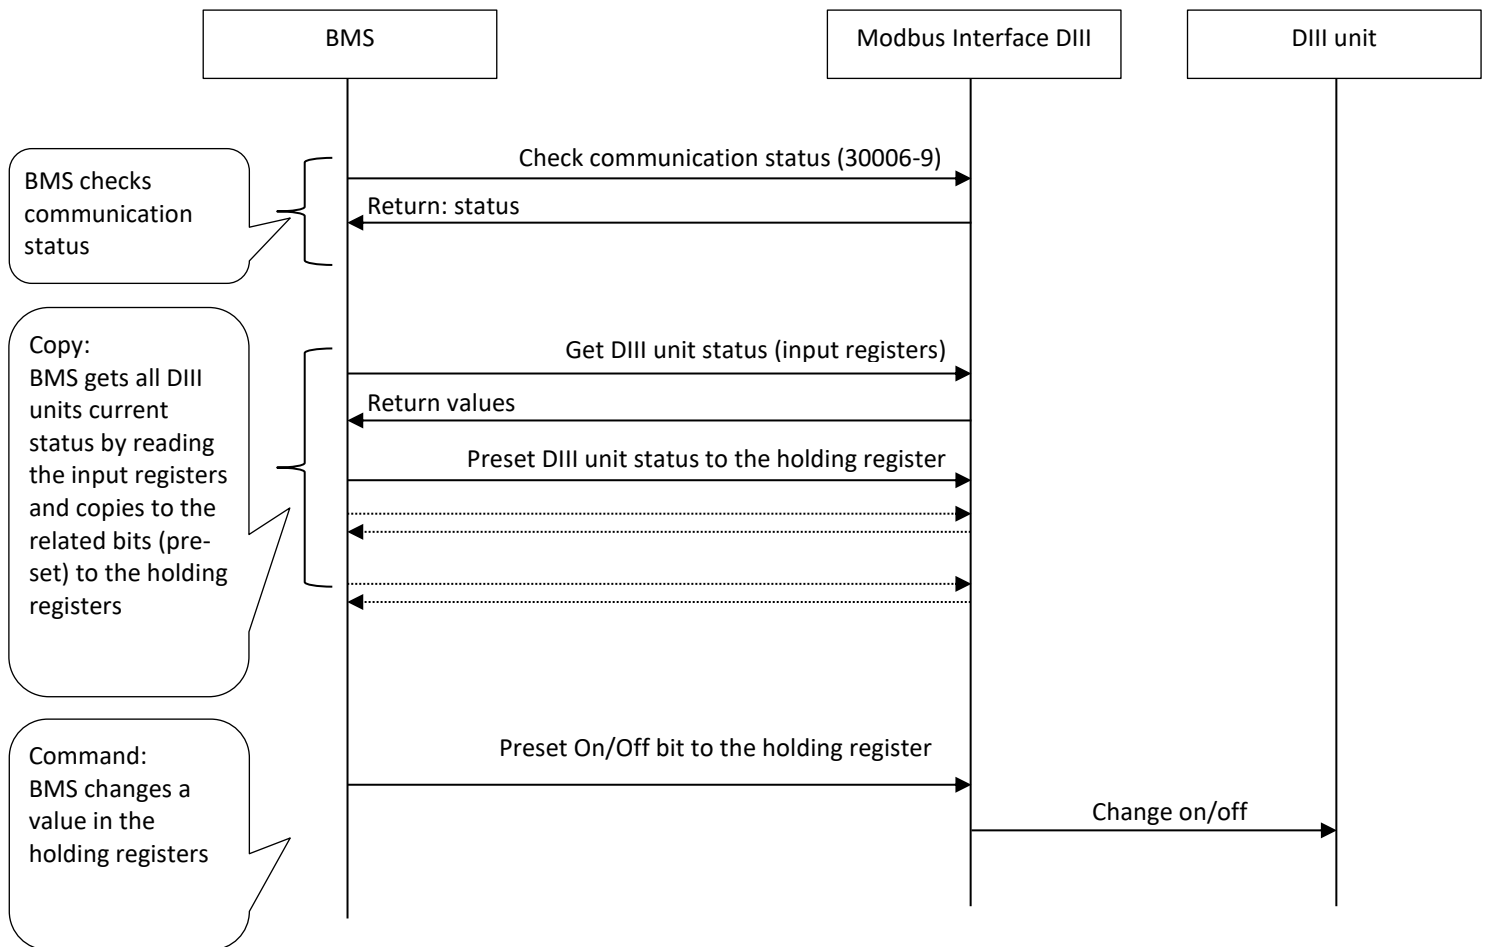 BMS
Modbus Interface DIII
DIII unit
BMS checks
communication
status
Check communication status (30006-9)
Return: status
Copy:
BMS gets all DIII
units current
status by reading
the input registers
and copies to the
related bits (pre-
set) to the holding
registers
Get DIII unit status (input registers)
Return values
Preset DIII unit status to the holding register
Command:
BMS changes a
value in the
holding registers
Preset On/Off bit to the holding register
Change on/off